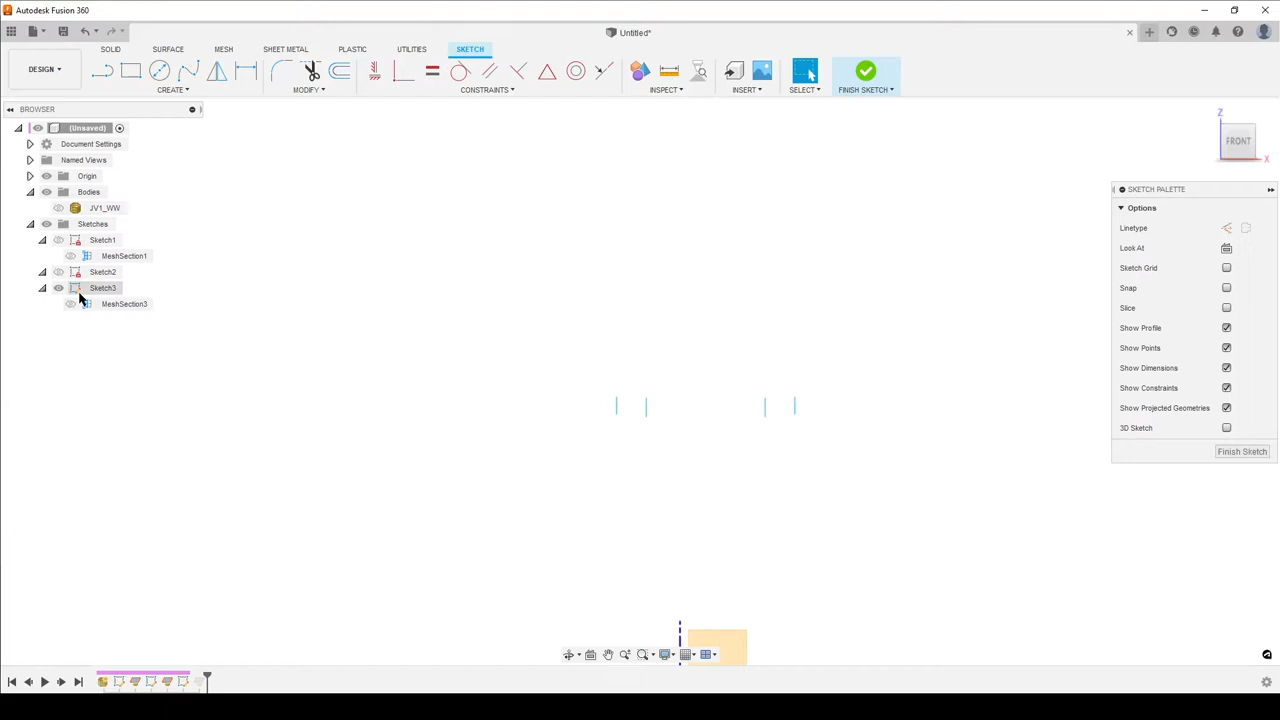 Autodesk Fusion 360
Untitled*
SOLID SURFACE MESH SHEET METAL PLASTIC UTILITIES SKETCH
DESIGN
CREATE MODIFY CONSTRAINTS INSPECT INSERT SELECT FINISH SKETCH
BROWSER
(Unsaved)
Document Settings
Named Views
Origin
Bodies
JV1_WW
Sketches
Sketch1
MeshSection1
Sketch2
Sketch3
MeshSection3
Z
FRONT
X
SKETCH PALETTE
Options
Linetype
Look At
Sketch Grid
Snap
Slice
Show Profile
Show Points
Show Dimensions
Show Constraints
Show Projected Geometries
3D Sketch
Finish Sketch